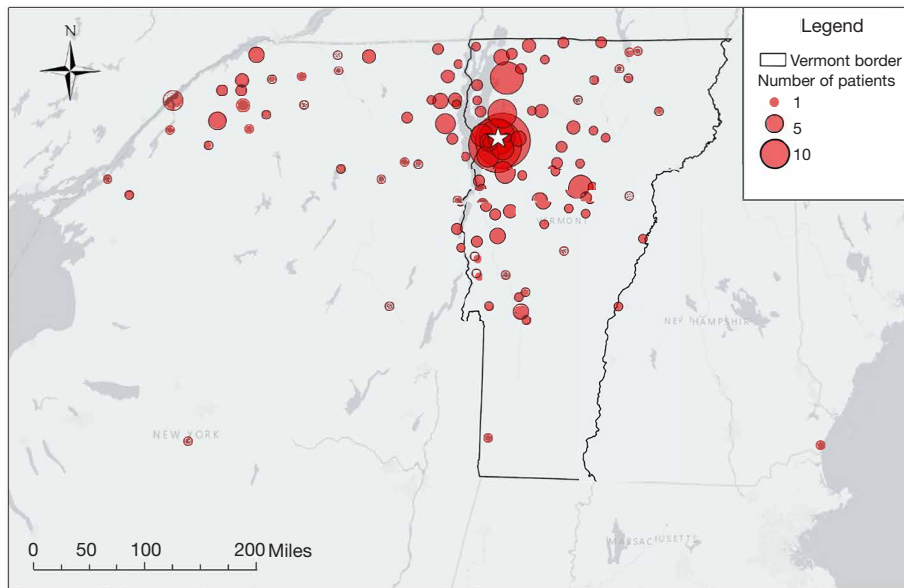 N
Legend
Vermont border
Number of patients
1
5
10
VERMONT
NEW HAMPSHIR
NEW YORK
MASSACHUSETTS
0 50 100 200 Miles